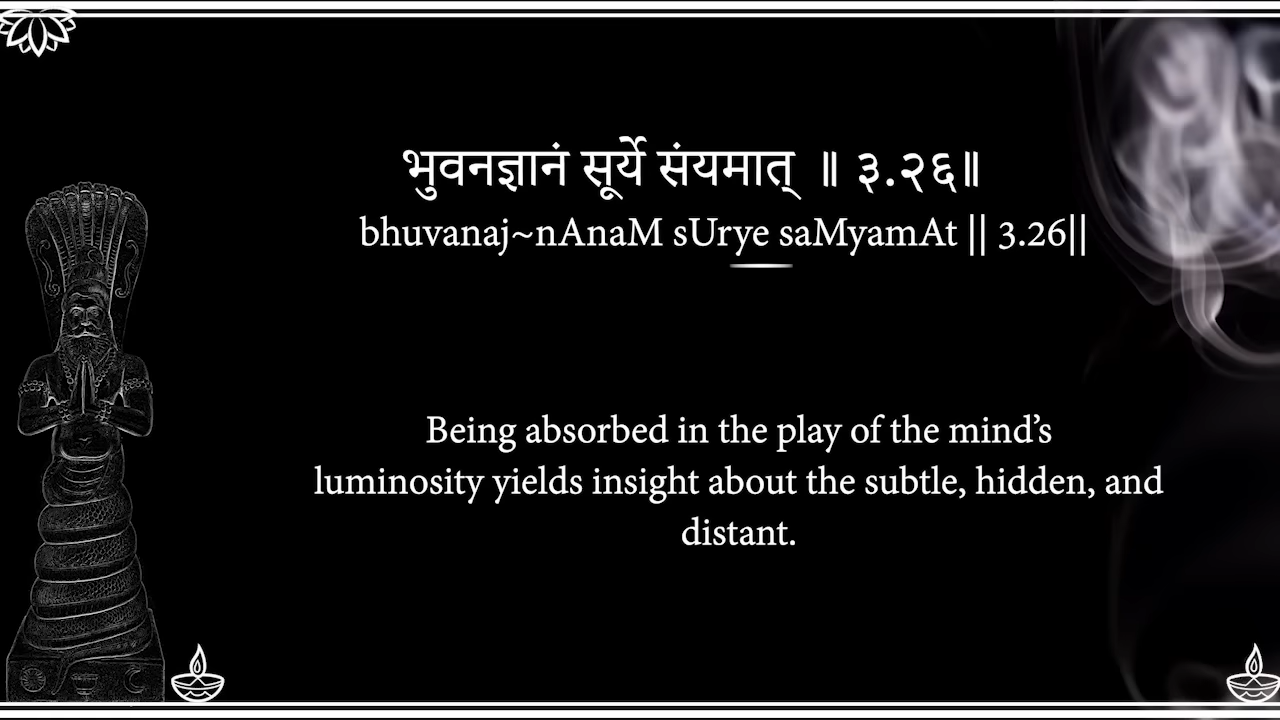 भुवनज्ञानं सूर्ये संयमात् ॥ ३.२६॥
bhuvanaj~nAnaM sUrye saMyamAt || 3.26||
Being absorbed in the play of the mind’s
luminosity yields insight about the subtle, hidden, and
distant.